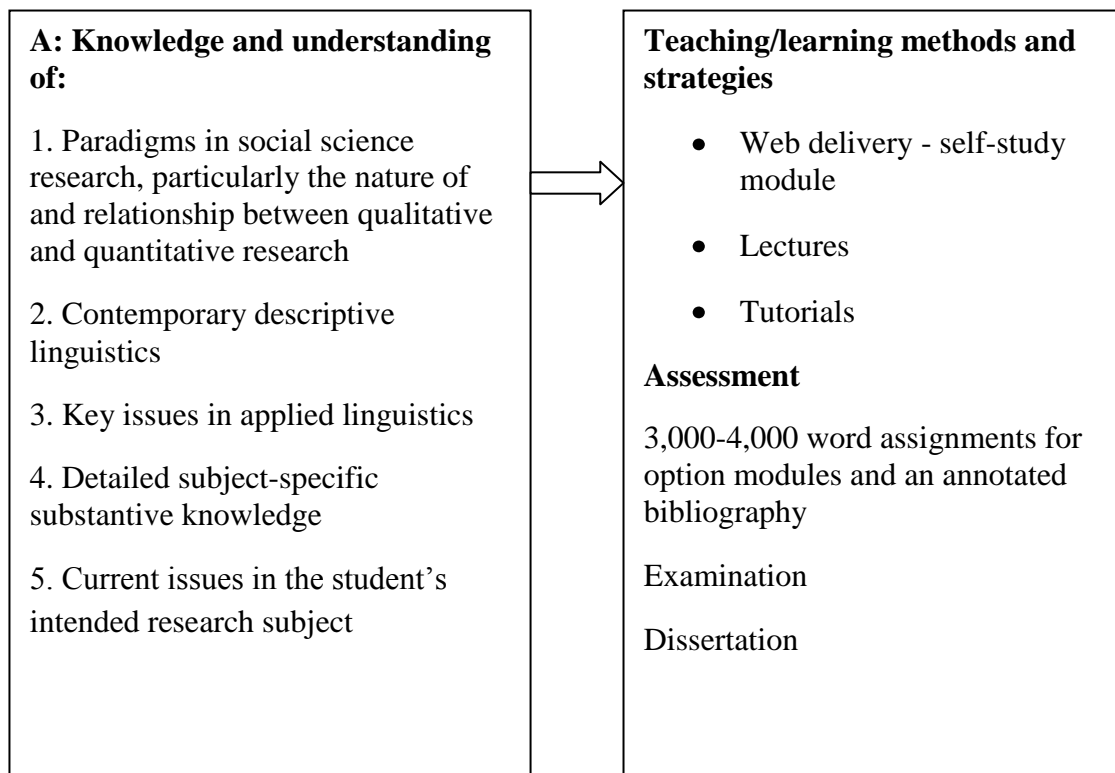 A: Knowledge and understanding
of:
1. Paradigms in social science
research, particularly the nature of
and relationship between qualitative
and quantitative research
2. Contemporary descriptive
linguistics
3. Key issues in applied linguistics
4. Detailed subject-specific
substantive knowledge
5. Current issues in the student’s
intended research subject
Teaching/learning methods and
strategies
• Web delivery - self-study
module
• Lectures
• Tutorials
Assessment
3,000-4,000 word assignments for
option modules and an annotated
bibliography
Examination
Dissertation